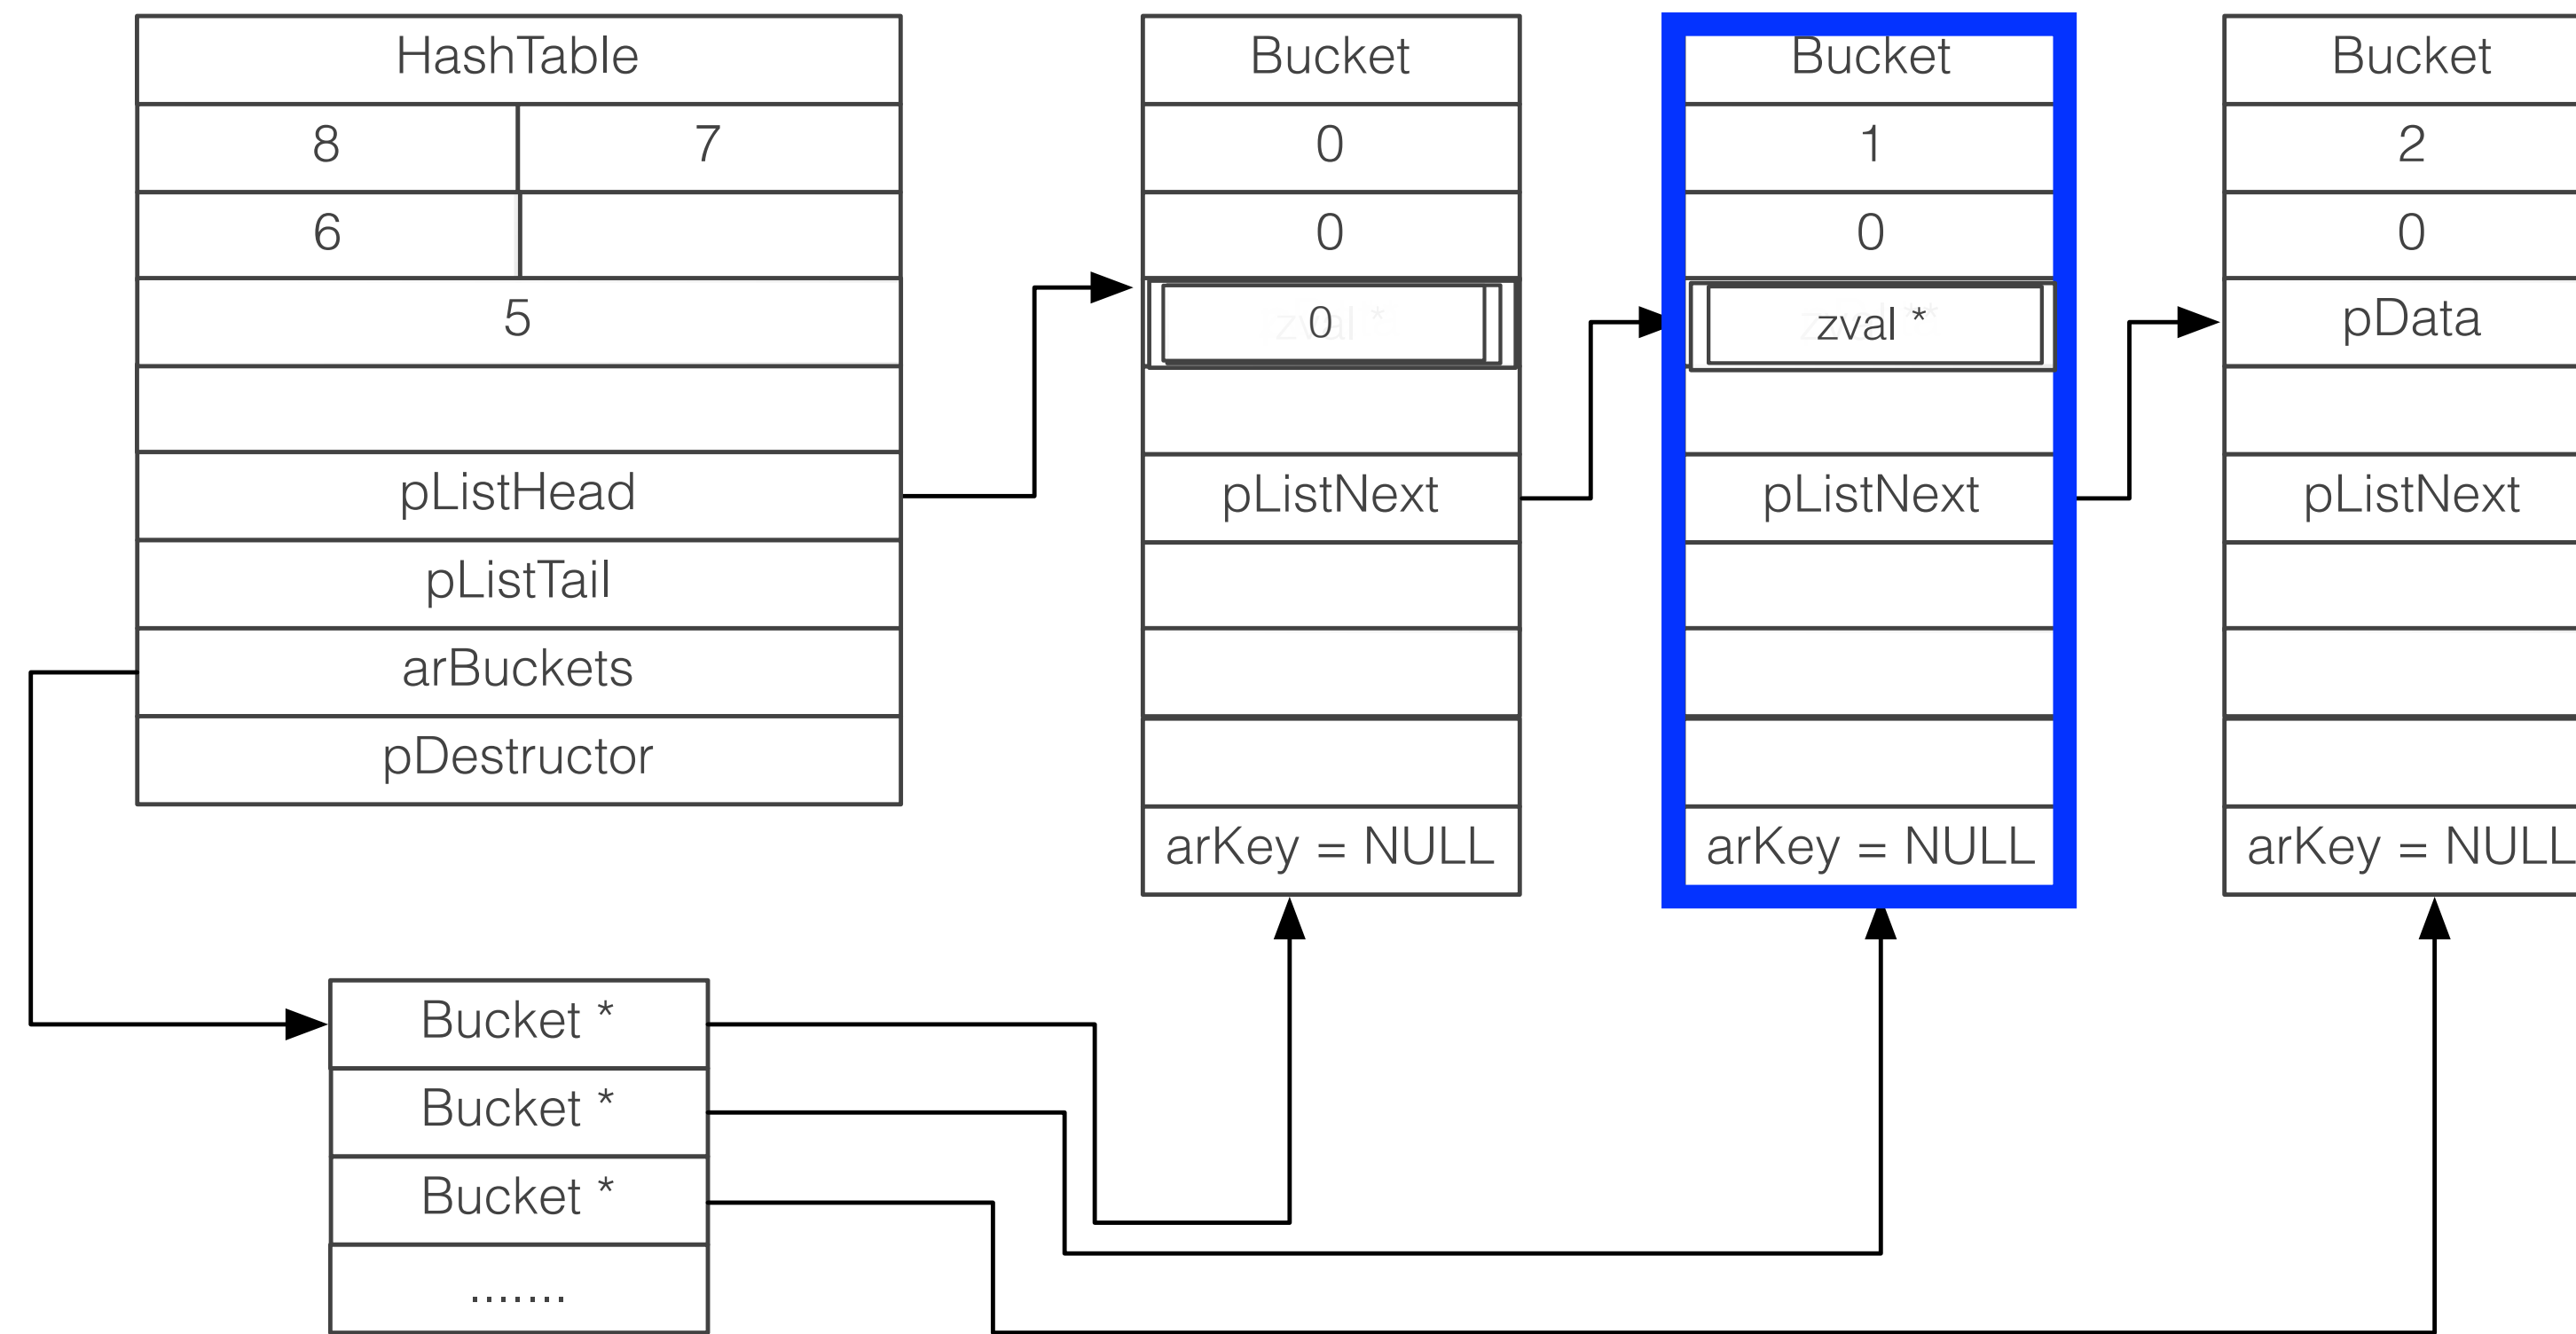 HashTable
8 7
6
5
pListHead
pListTail
arBuckets
pDestructor
Bucket
0
0
0
pListNext
arKey = NULL
Bucket
1
0
zval *
pListNext
arKey = NULL
Bucket
2
0
pData
pListNext
arKey = NULL
Bucket *
Bucket *
Bucket *
.......